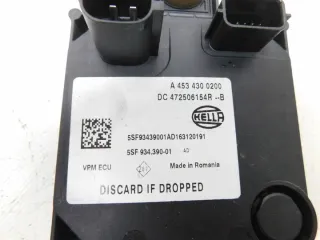 A 453 430 0200
DC 472506154R --B
HELLA
5SF93439001AD163120191
5SF 934.390-01 AD
VPM ECU
Made in Romania
DISCARD IF DROPPED